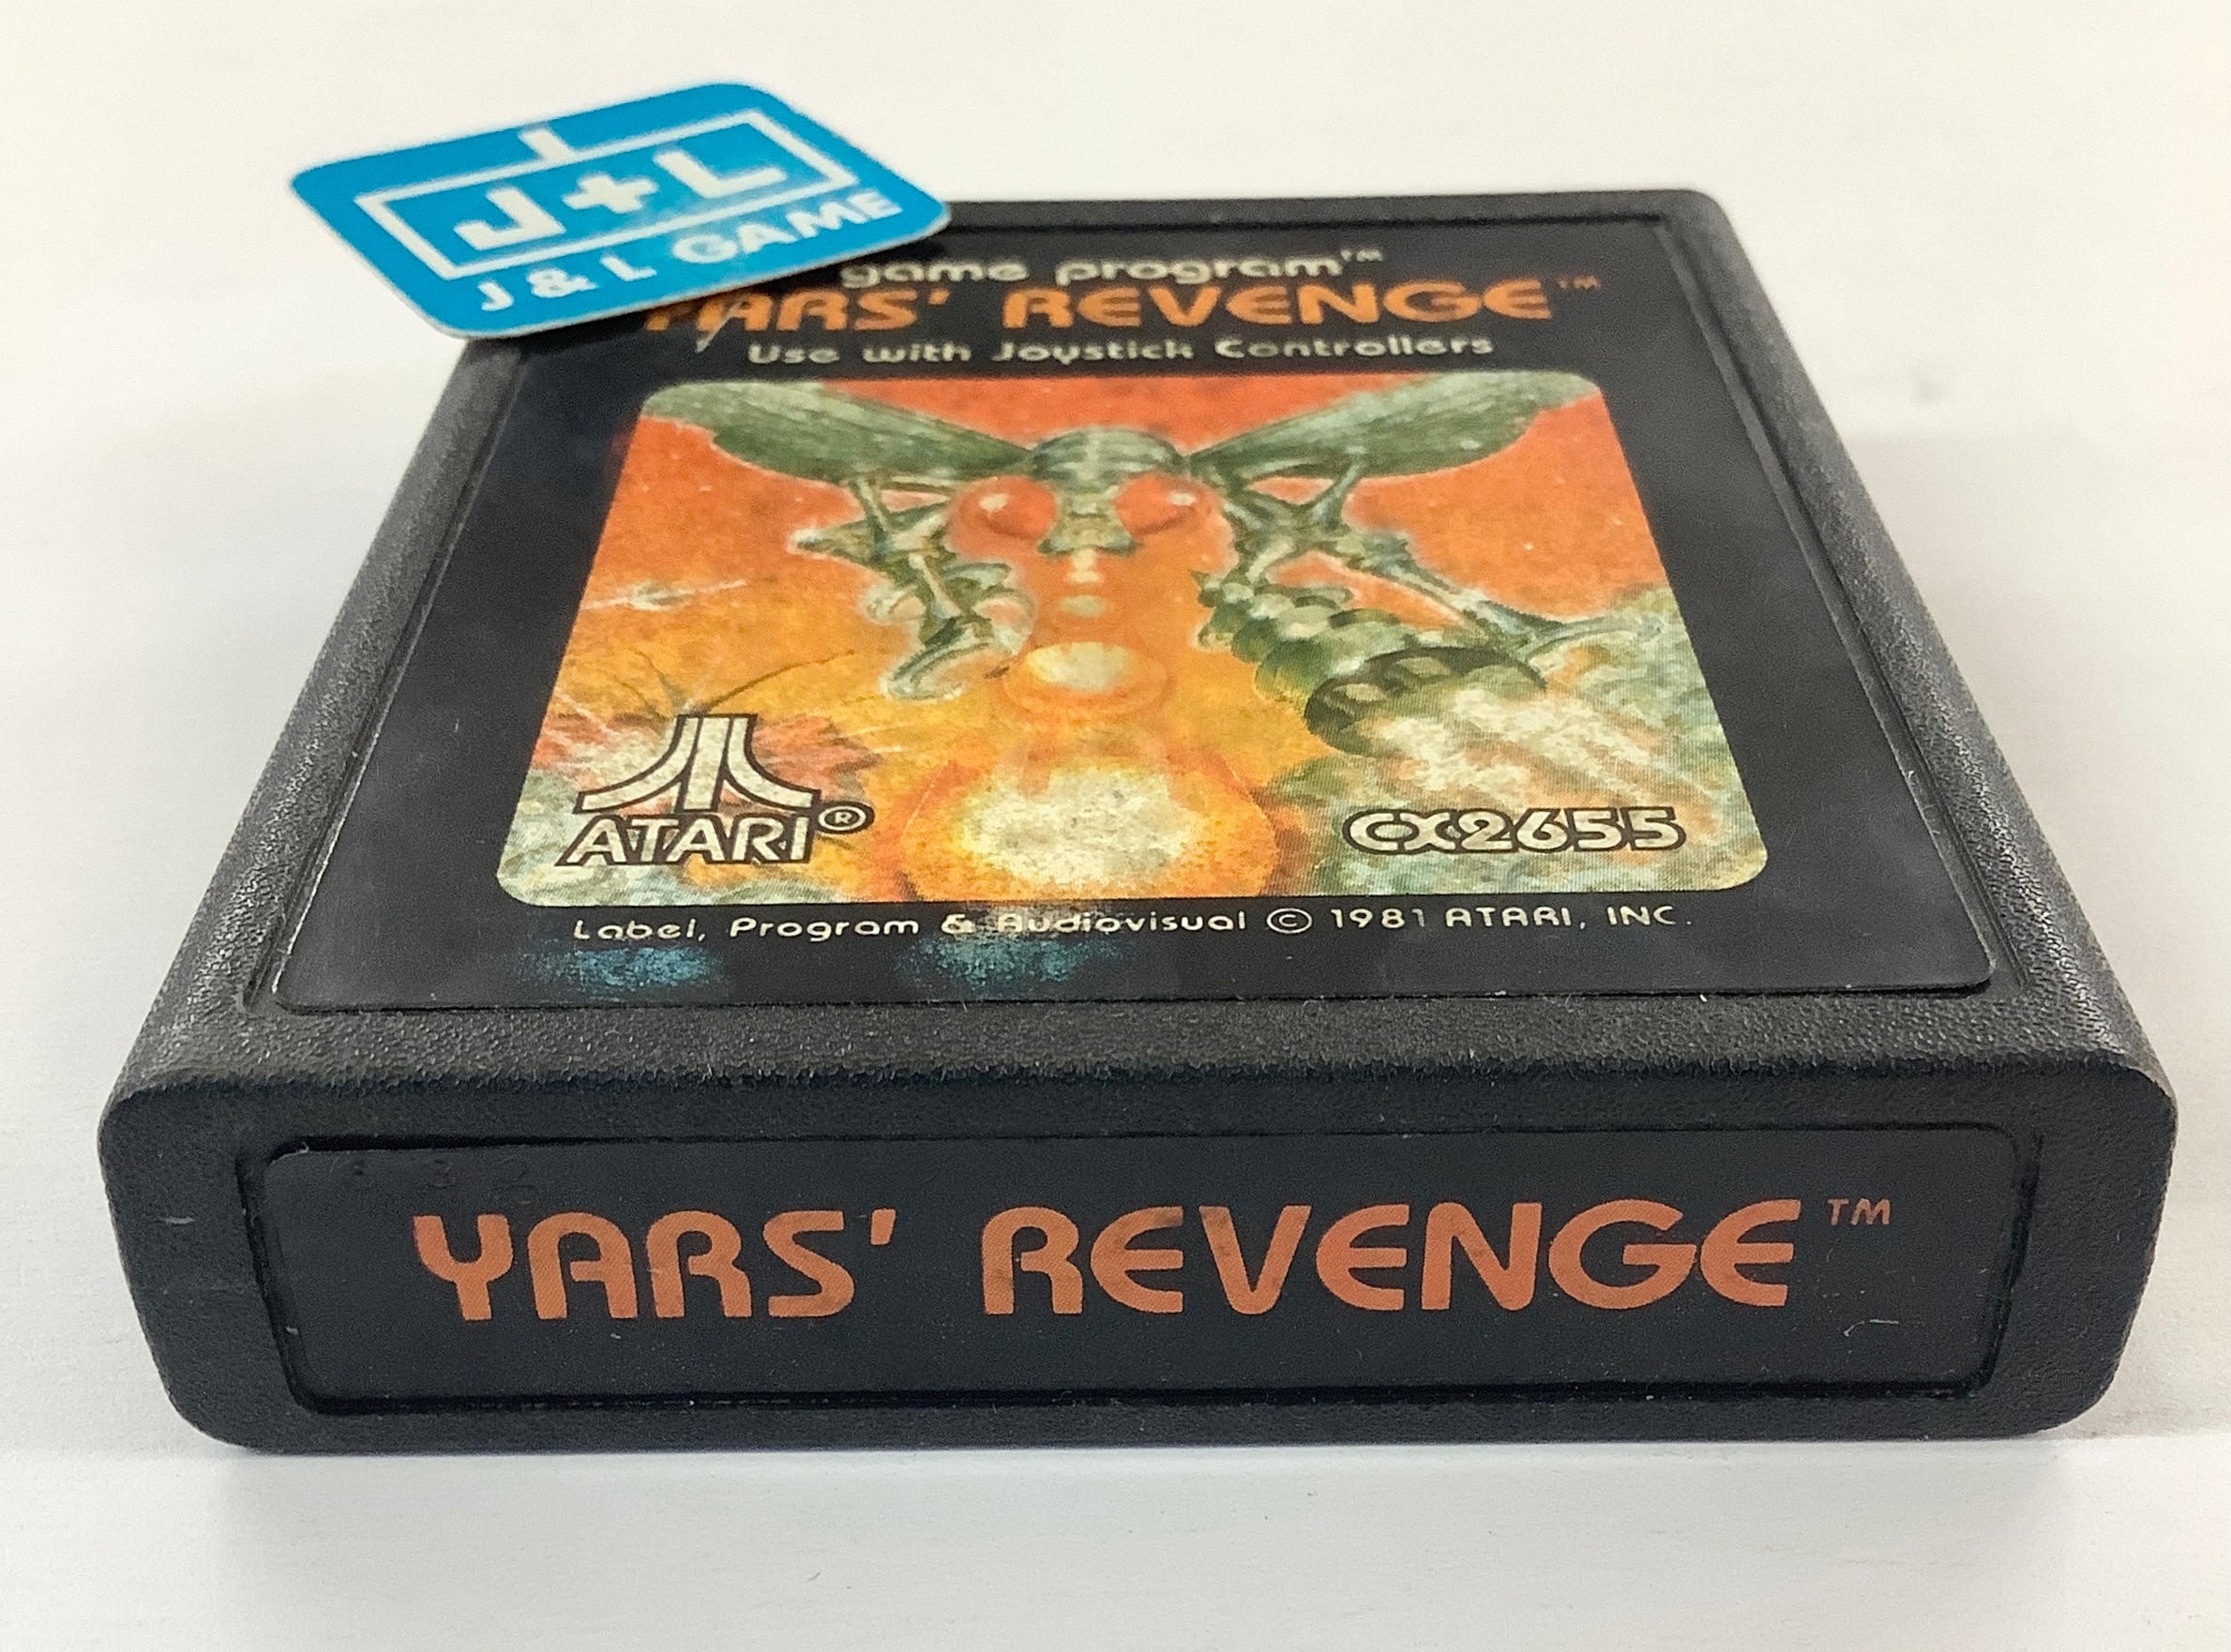 J+L
J & L GAME
game program™
YARS' REVENGE™
Use with Joystick Controllers
ATARI®
CX2655
Label, Program & Audiovisual © 1981 ATARI, INC.
YARS' REVENGE™